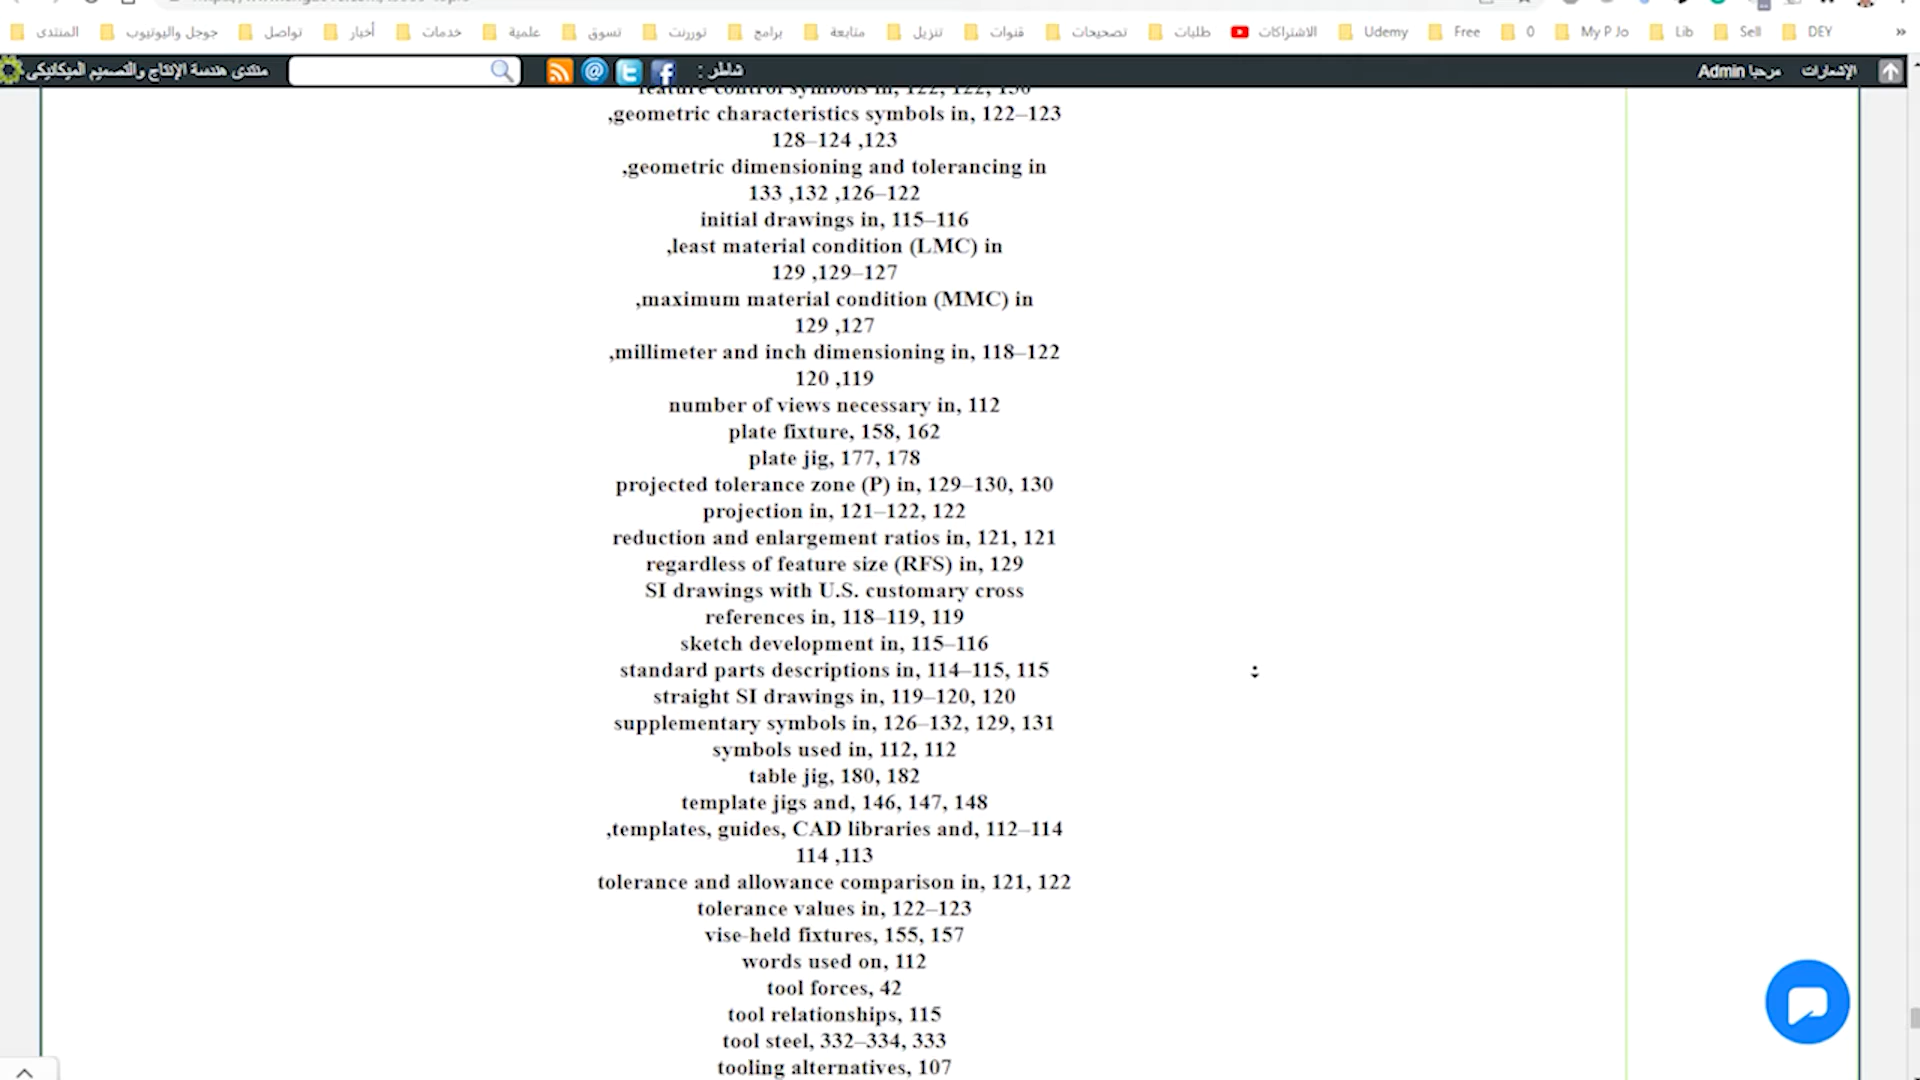 المنتدى
جوجل واليوتيوب
تواصل
أخبار
خدمات
علمية
تسوق
تورنت
برامج
متابعة
تنزيل
قنوات
تصحيحات
طلبات
الاشتراكات
Udemy
Free
0
My P Jo
Lib
Sell
DEY
منتدى هندسة الإنتاج والتصميم الميكانيكى
شاطر :
مرحبا Admin
الإشعارات
feature control symbols in, 122, 122, 130
,geometric characteristics symbols in, 122–123
128–124 ,123
,geometric dimensioning and tolerancing in
133 ,132 ,126–122
initial drawings in, 115–116
,least material condition (LMC) in
129 ,129–127
,maximum material condition (MMC) in
129 ,127
,millimeter and inch dimensioning in, 118–122
120 ,119
number of views necessary in, 112
plate fixture, 158, 162
plate jig, 177, 178
projected tolerance zone (P) in, 129–130, 130
projection in, 121–122, 122
reduction and enlargement ratios in, 121, 121
regardless of feature size (RFS) in, 129
SI drawings with U.S. customary cross
references in, 118–119, 119
sketch development in, 115–116
standard parts descriptions in, 114–115, 115
straight SI drawings in, 119–120, 120
supplementary symbols in, 126–132, 129, 131
symbols used in, 112, 112
table jig, 180, 182
template jigs and, 146, 147, 148
,templates, guides, CAD libraries and, 112–114
114 ,113
tolerance and allowance comparison in, 121, 122
tolerance values in, 122–123
vise-held fixtures, 155, 157
words used on, 112
tool forces, 42
tool relationships, 115
tool steel, 332–334, 333
tooling alternatives, 107